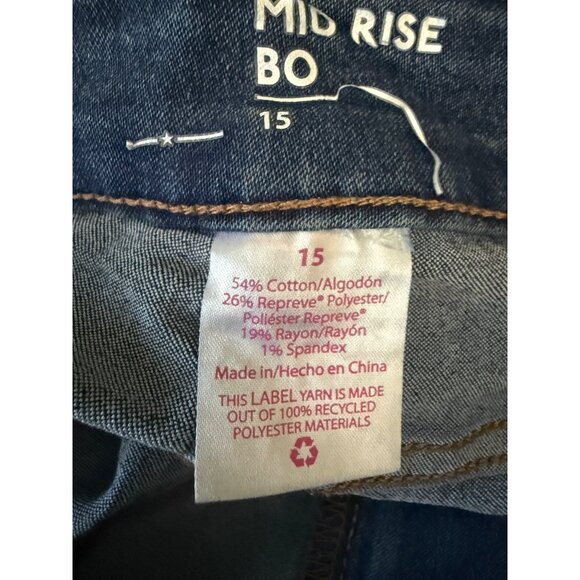 MID RISE
BO
15
15
54% Cotton/Algodón
26% Repreve® Polyester/
Poliéster Repreve®
19% Rayon/Rayón
1% Spandex
Made in/Hecho en China
THIS LABEL YARN IS MADE
OUT OF 100% RECYCLED
POLYESTER MATERIALS